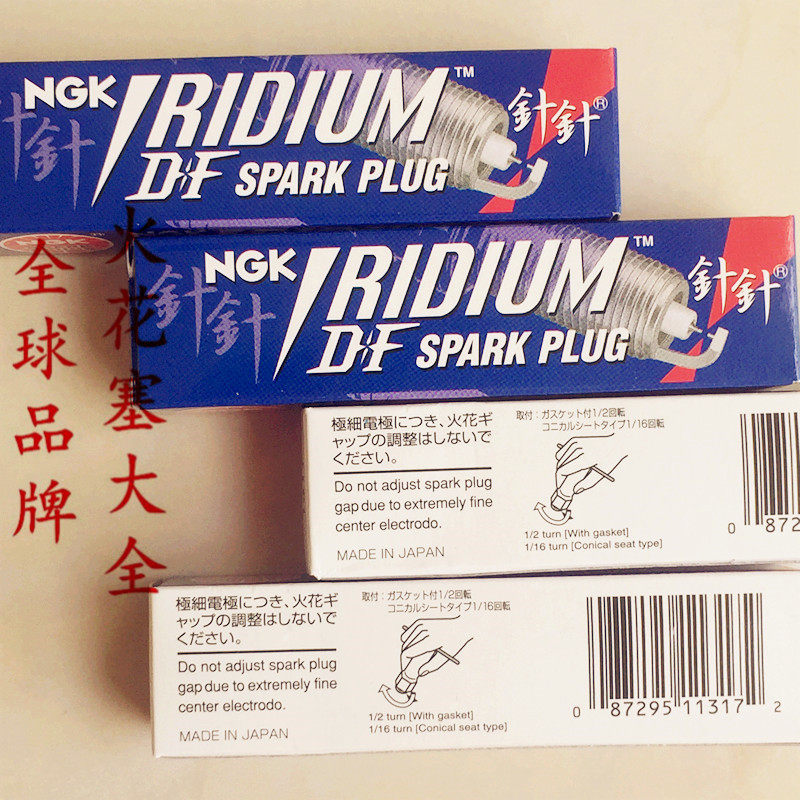 NGK IRIDIUM™
D×F SPARK PLUG
針針®
針針
NGK
NGK IRIDIUM™
D×F SPARK PLUG
針針®
針針
火花塞大全
全球品牌
極細電極につき、火花ギ
ャップの調整はしないで
ください。
Do not adjust spark plug
gap due to extremely fine
center electrodo.
MADE IN JAPAN
取付:ガスケット付1/2回転
コニカルシートタイプ1/16回転
1/2 turn [With gasket]
1/16 turn [Conical seat type]
0 872
極細電極につき、火花ギ
ャップの調整はしないで
ください。
Do not adjust spark plug
gap due to extremely fine
center electrodo.
MADE IN JAPAN
取付:ガスケット付1/2回転
コニカルシートタイプ1/16回転
1/2 turn [With gasket]
1/16 turn [Conical seat type]
0 87295 11317 2